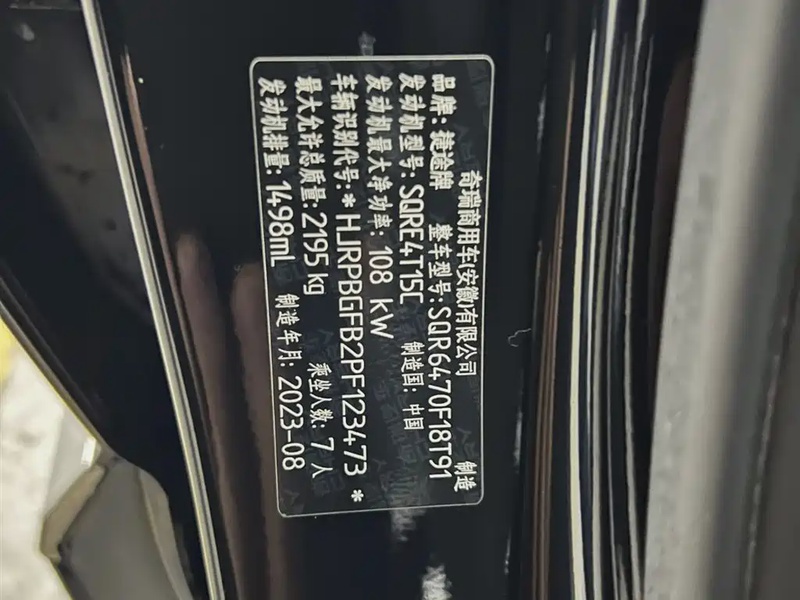 奇瑞商用车(安徽)有限公司 制造
品牌:捷途牌 整车型号:SQR6470F18T91
发动机型号:SQRE4T15C 制造国:中国
发动机最大净功率:108 kW
车辆识别代号:*HJRPBGFB2PF123473*
最大允许总质量:2195 kg 乘坐人数:7人
发动机排量:1498mL 制造年月:2023-08